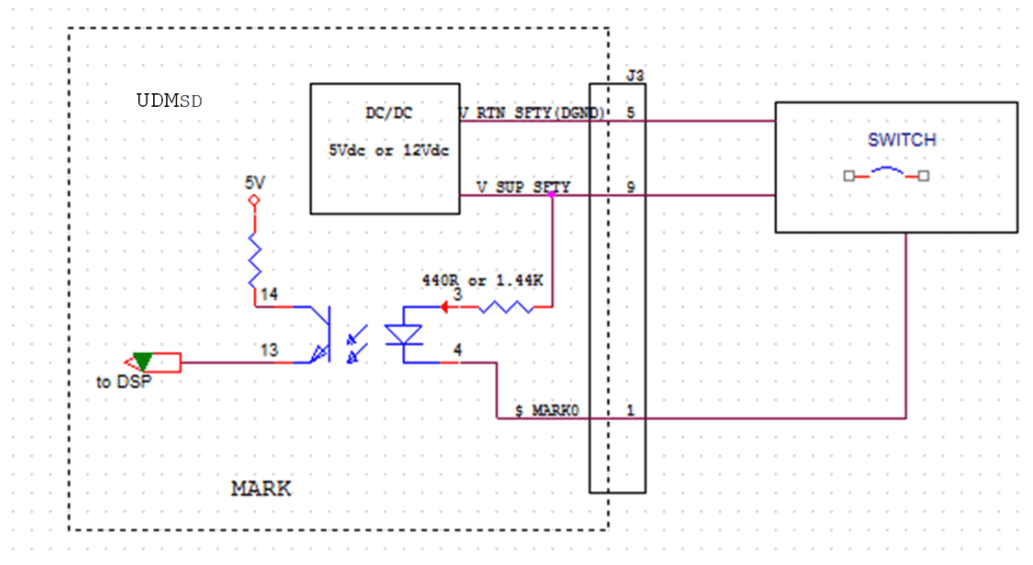 J3
UDMSD
DC/DC
V RTN SFTY(DGND)
5
5Vdc or 12Vdc
SWITCH
5V
V SUP SFTY
9
440R or 1.44K
14
3
13
4
to DSP
$ MARK0
1
MARK